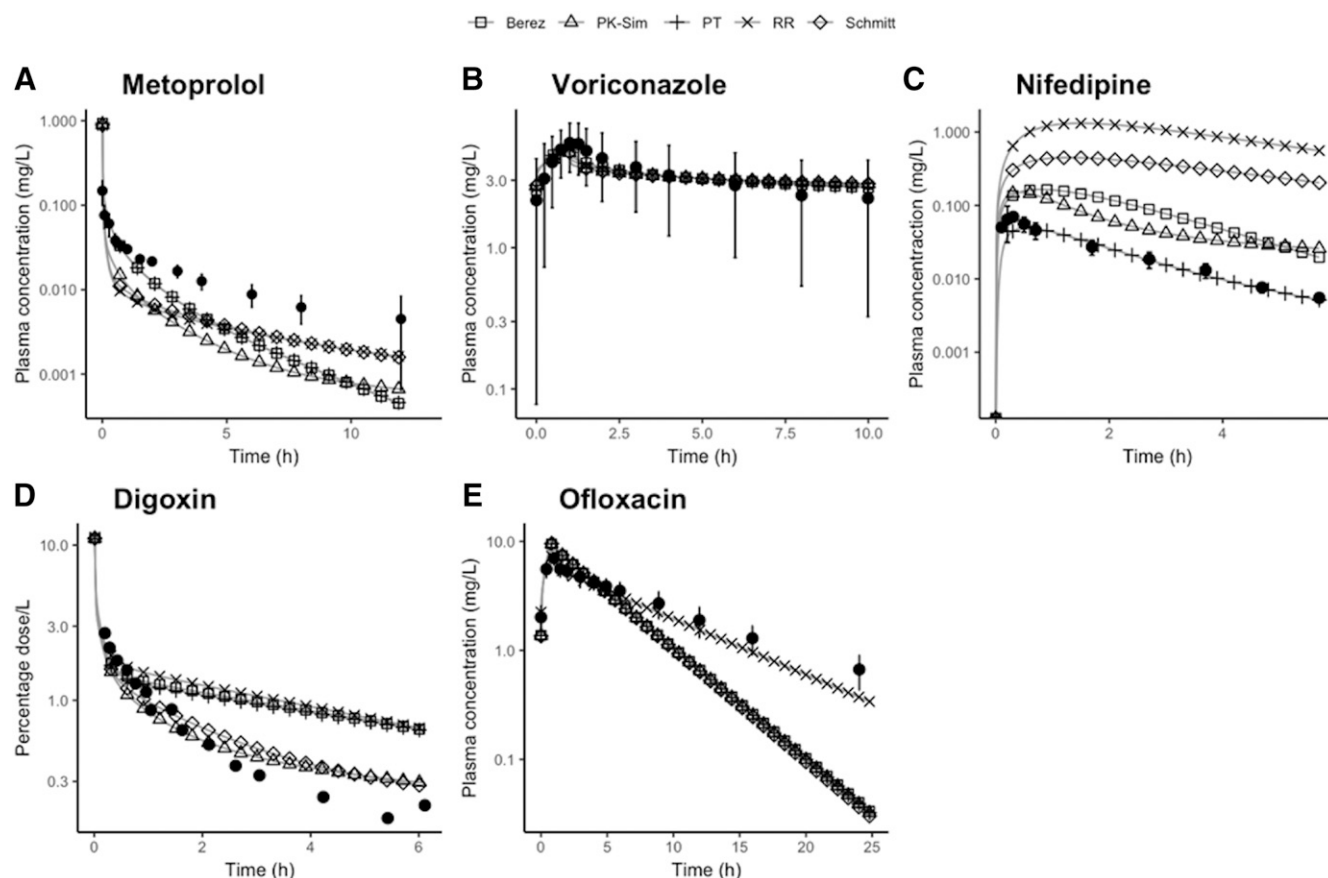 Berez PK-Sim PT RR Schmitt
A Metoprolol
1.000
0.100
0.010
0.001
Plasma concentration (mg/L)
0 5 10
Time (h)
B Voriconazole
3.0
1.0
0.3
0.1
Plasma concentration (mg/L)
0.0 2.5 5.0 7.5 10.0
Time (h)
C Nifedipine
1.000
0.100
0.010
0.001
Plasma concentration (mg/L)
0 2 4
Time (h)
D Digoxin
10.0
3.0
1.0
0.3
Percentage dose/L
0 2 4 6
Time (h)
E Ofloxacin
10.0
1.0
0.1
Plasma concentration (mg/L)
0 5 10 15 20 25
Time (h)